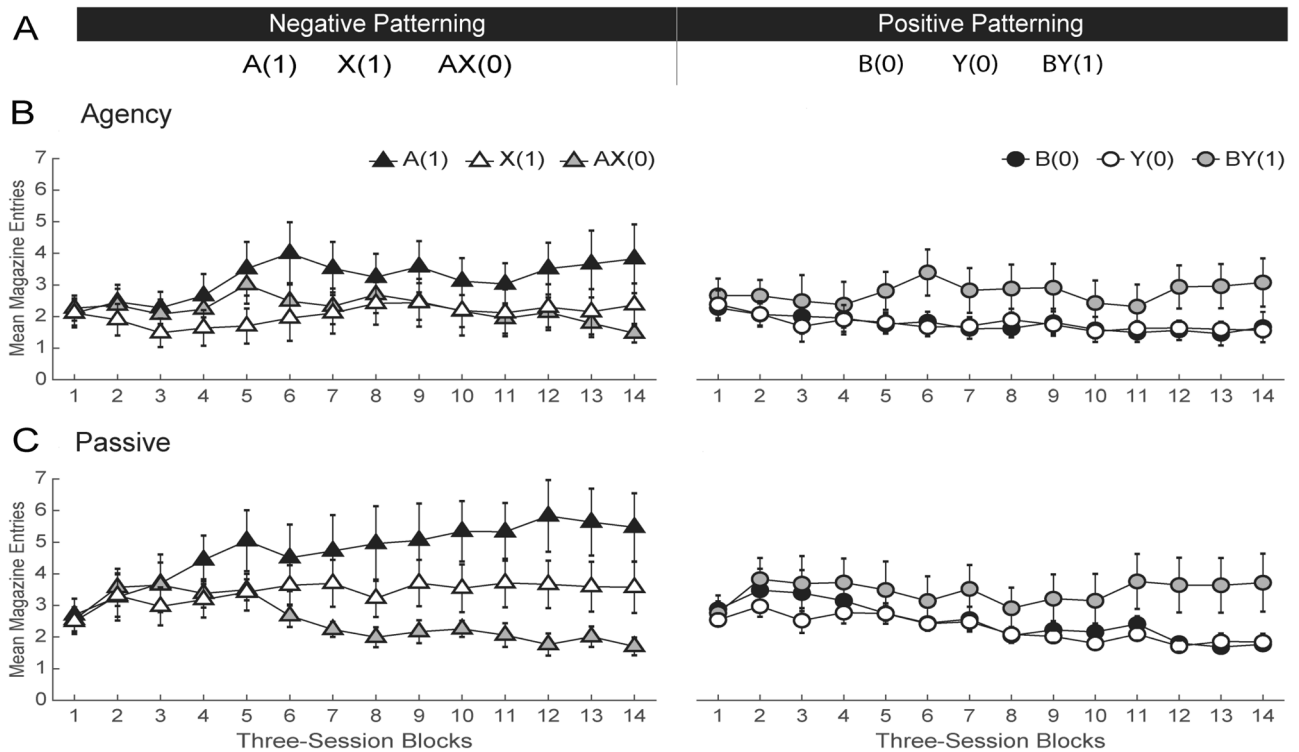 A
Negative Patterning Positive Patterning
A(1) X(1) AX(0) B(0) Y(0) BY(1)
B Agency
A(1) X(1) AX(0) B(0) Y(0) BY(1)
Mean Magazine Entries
7
6
5
4
3
2
1
0
1 2 3 4 5 6 7 8 9 10 11 12 13 14 1 2 3 4 5 6 7 8 9 10 11 12 13 14
C Passive
Mean Magazine Entries
7
6
5
4
3
2
1
0
1 2 3 4 5 6 7 8 9 10 11 12 13 14 1 2 3 4 5 6 7 8 9 10 11 12 13 14
Three-Session Blocks Three-Session Blocks